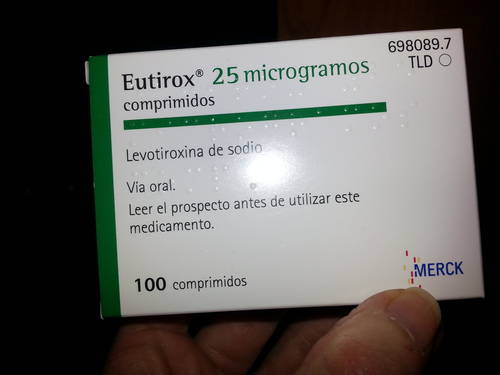 698089.7
TLD
Eutirox® 25 microgramos
comprimidos
Levotiroxina de sodio
Vía oral.
Leer el prospecto antes de utilizar este
medicamento.
100 comprimidos
MERCK